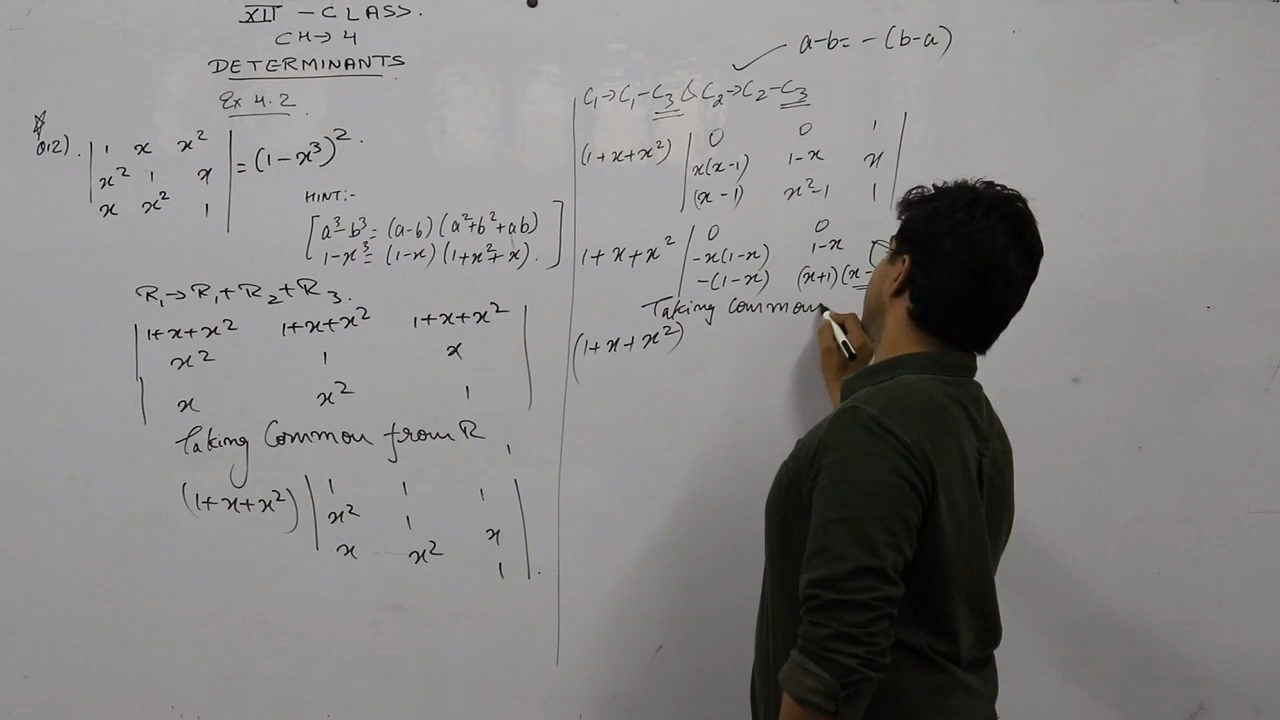 XII - CLASS.
CH→ 4
DETERMINANTS
Ex 4.2
Q12). | 1 x x² | = (1-x³)².
| x² 1 x |
| x x² 1 |
HINT:-
[ a³-b³ = (a-b) (a²+b²+ab)
1-x³ = (1-x) (1+x²+x). ]
R₁→R₁+R₂+R₃.
| 1+x+x² 1+x+x² 1+x+x² |
| x² 1 x |
| x x² 1 |
Taking Common from R₁
(1+x+x²) | 1 1 1 |
| x² 1 x |
| x x² 1 | .
a-b = -(b-a)
C₁→C₁-C₃ & C₂→C₂-C₃
(1+x+x²) | 0 0 1 |
| x(x-1) 1-x x |
| (x-1) x²-1 1 |
1+x+x² | 0 0
| -x(1-x) 1-x
| -(1-x) (x+1)(x-
Taking Common
(1+x+x²)